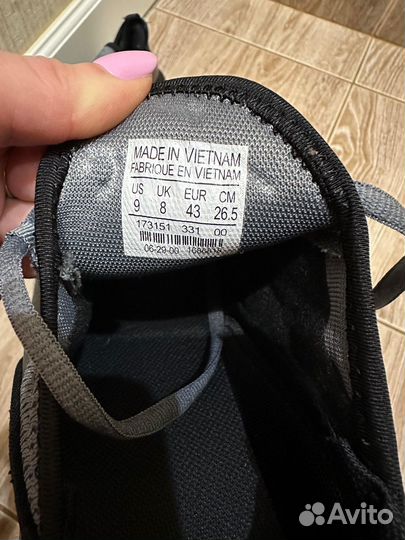 MADE IN VIETNAM
FABRIQUE EN VIETNAM
US UK EUR CM
9 8 43 26.5
173151 331 00
06-29-00
Avito